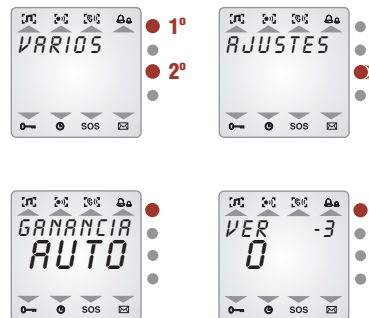 VARIOS
1º
2º
SOS
AJUSTES
SOS
GANANCIA
AUTO
SOS
VER -3
0
SOS